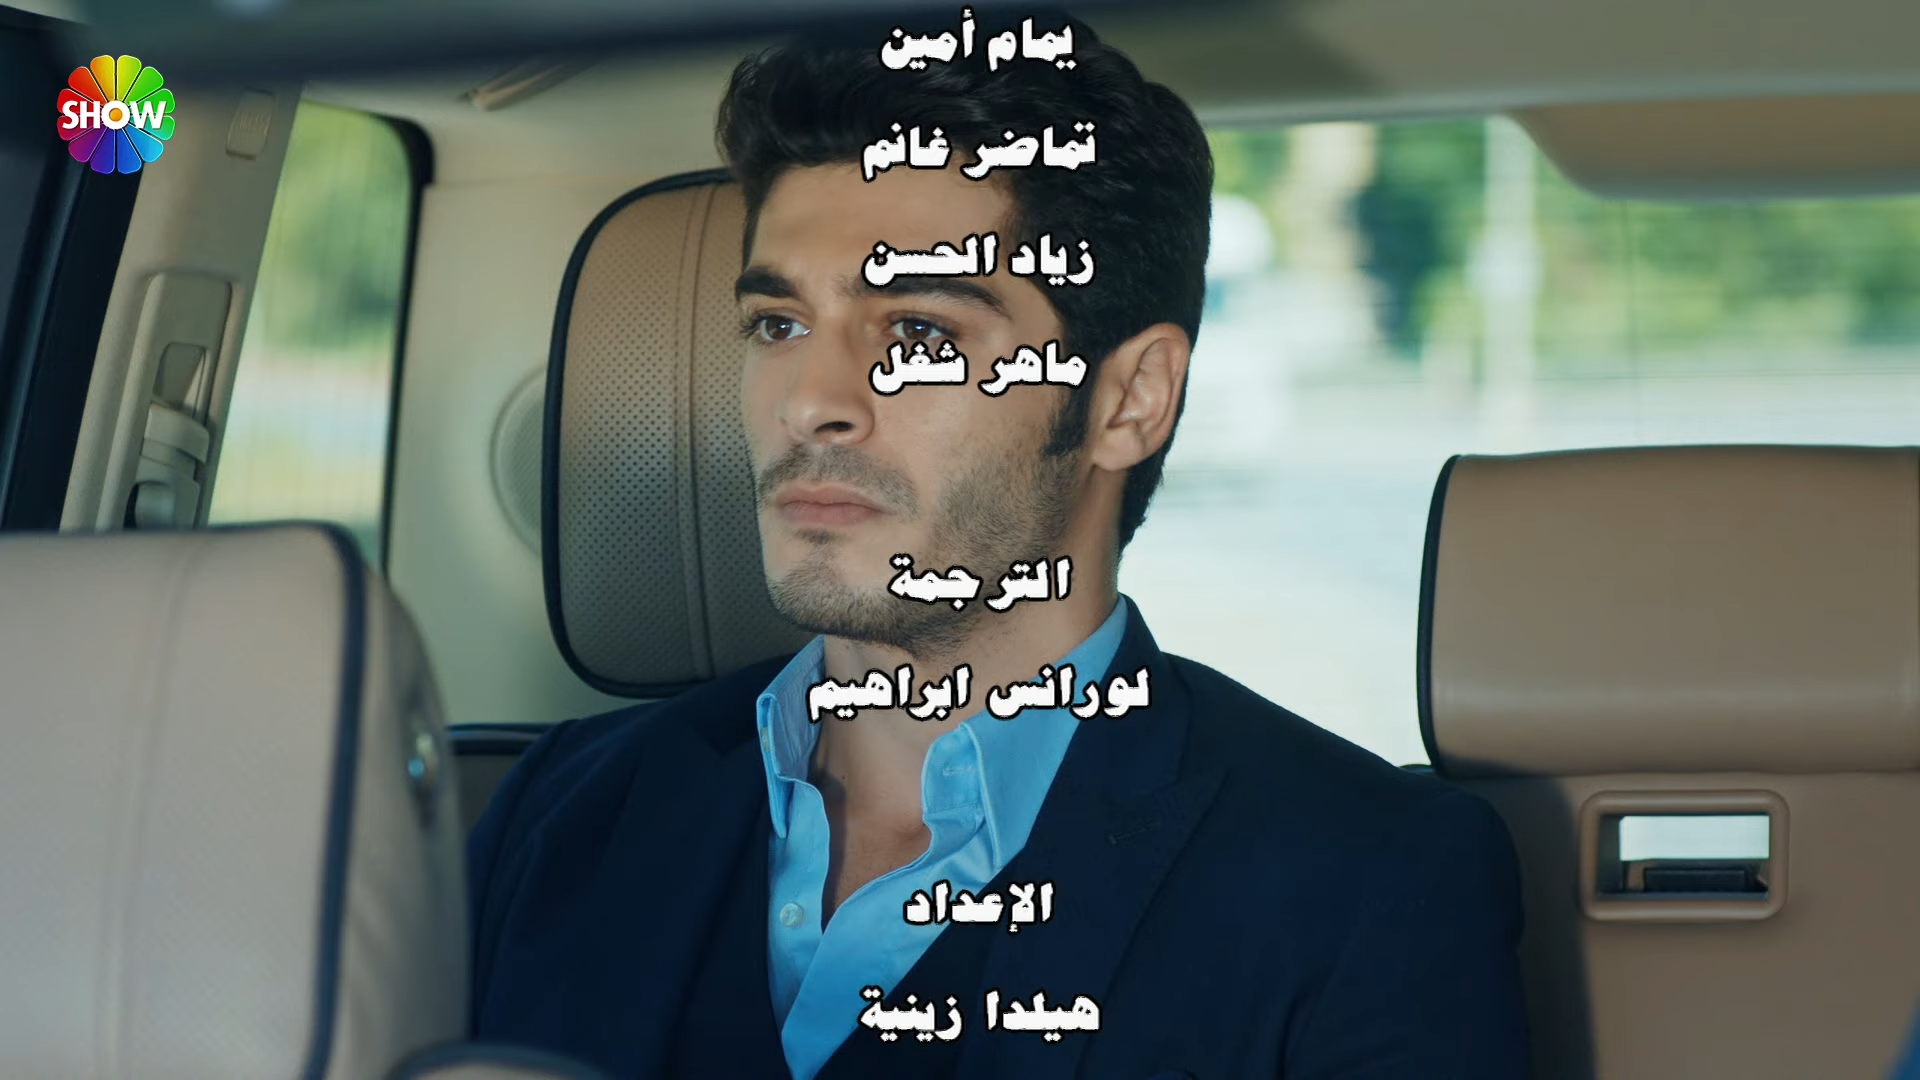 SHOW
يمام أمين
تماضر غانم
زياد الحسن
ماهر شغل
الترجمة
لورانس ابراهيم
الإعداد
هيلدا زينية